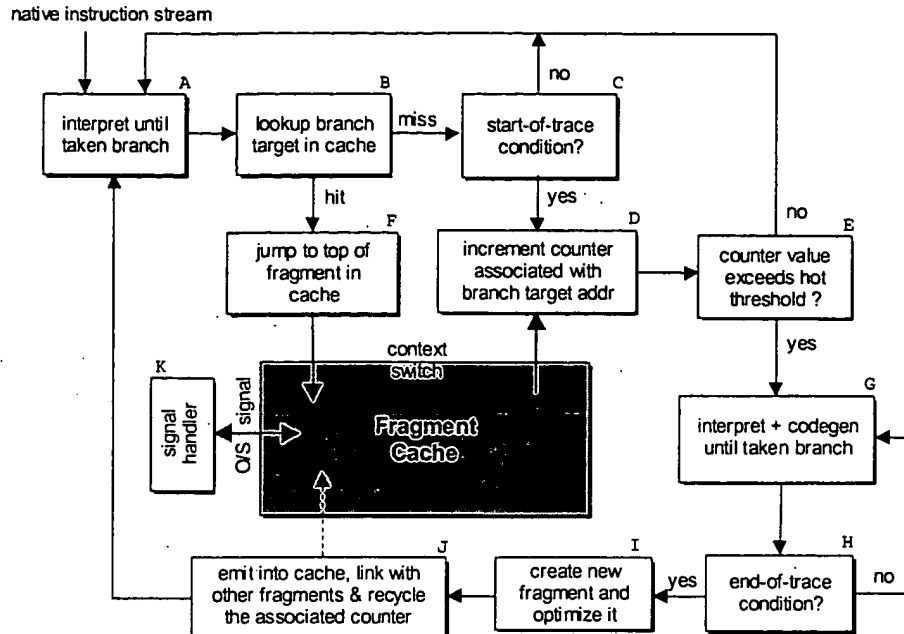 native instruction stream
A
interpret until
taken branch
B
lookup branch
target in cache
miss
no
C
start-of-trace
condition?
hit
yes
no
F
jump to top of
fragment in
cache
D
increment counter
associated with
branch target addr
E
counter value
exceeds hot
threshold ?
yes
context
switch
K
signal
handler
O/S signal
Fragment
Cache
G
interpret + codegen
until taken branch
J
emit into cache, link with
other fragments & recycle
the associated counter
I
create new
fragment and
optimize it
yes
H
end-of-trace
condition?
no